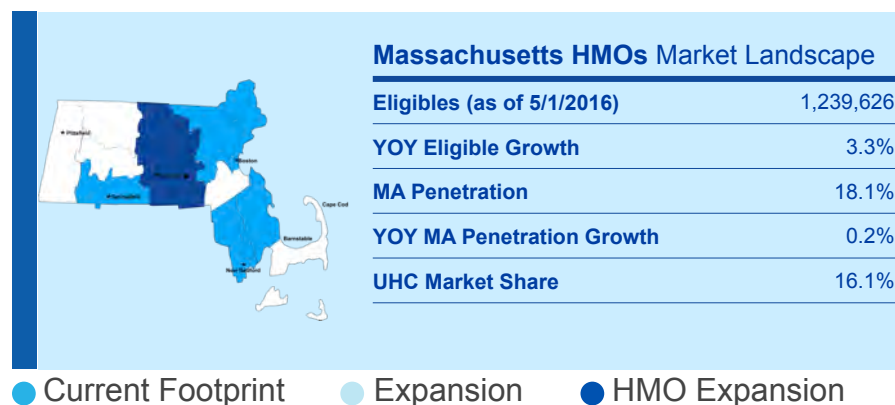 Massachusetts HMOs Market Landscape
Eligibles (as of 5/1/2016) 1,239,626
YOY Eligible Growth 3.3%
MA Penetration 18.1%
YOY MA Penetration Growth 0.2%
UHC Market Share 16.1%
Pittsfield
Boston
Springfield
Cape Cod
Barnstable
New Bedford
Current Footprint Expansion HMO Expansion